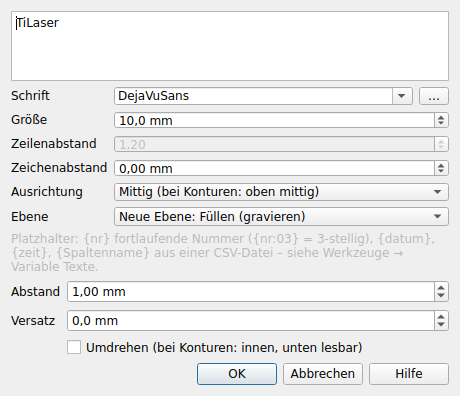 TiLaser
Schrift DejaVuSans ...
Größe 10,0 mm
Zeilenabstand 1,20
Zeichenabstand 0,00 mm
Ausrichtung Mittig (bei Konturen: oben mittig)
Ebene Neue Ebene: Füllen (gravieren)
Platzhalter: {nr} fortlaufende Nummer ({nr:03} = 3-stellig), {datum},
{zeit}, {Spaltenname} aus einer CSV-Datei – siehe Werkzeuge →
Variable Texte.
Abstand 1,00 mm
Versatz 0,0 mm
Umdrehen (bei Konturen: innen, unten lesbar)
OK Abbrechen Hilfe